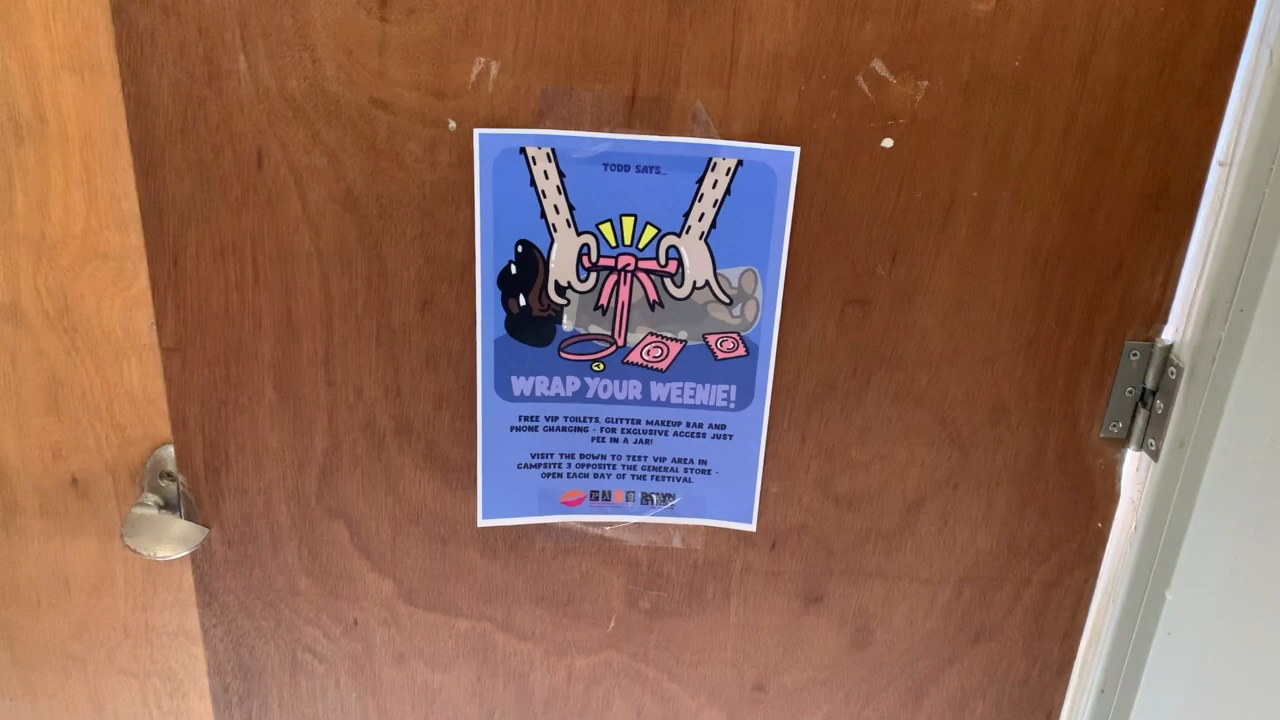 TODD SAYS...
WRAP YOUR WEENIE!
FREE VIP TOILETS, GLITTER MAKEUP BAR AND
PHONE CHARGING - FOR EXCLUSIVE ACCESS JUST
PEE IN A JAR!
VISIT THE DOWN TO TEST VIP AREA IN
CAMPSITE 3 OPPOSITE THE GENERAL STORE -
OPEN EACH DAY OF THE FESTIVAL.